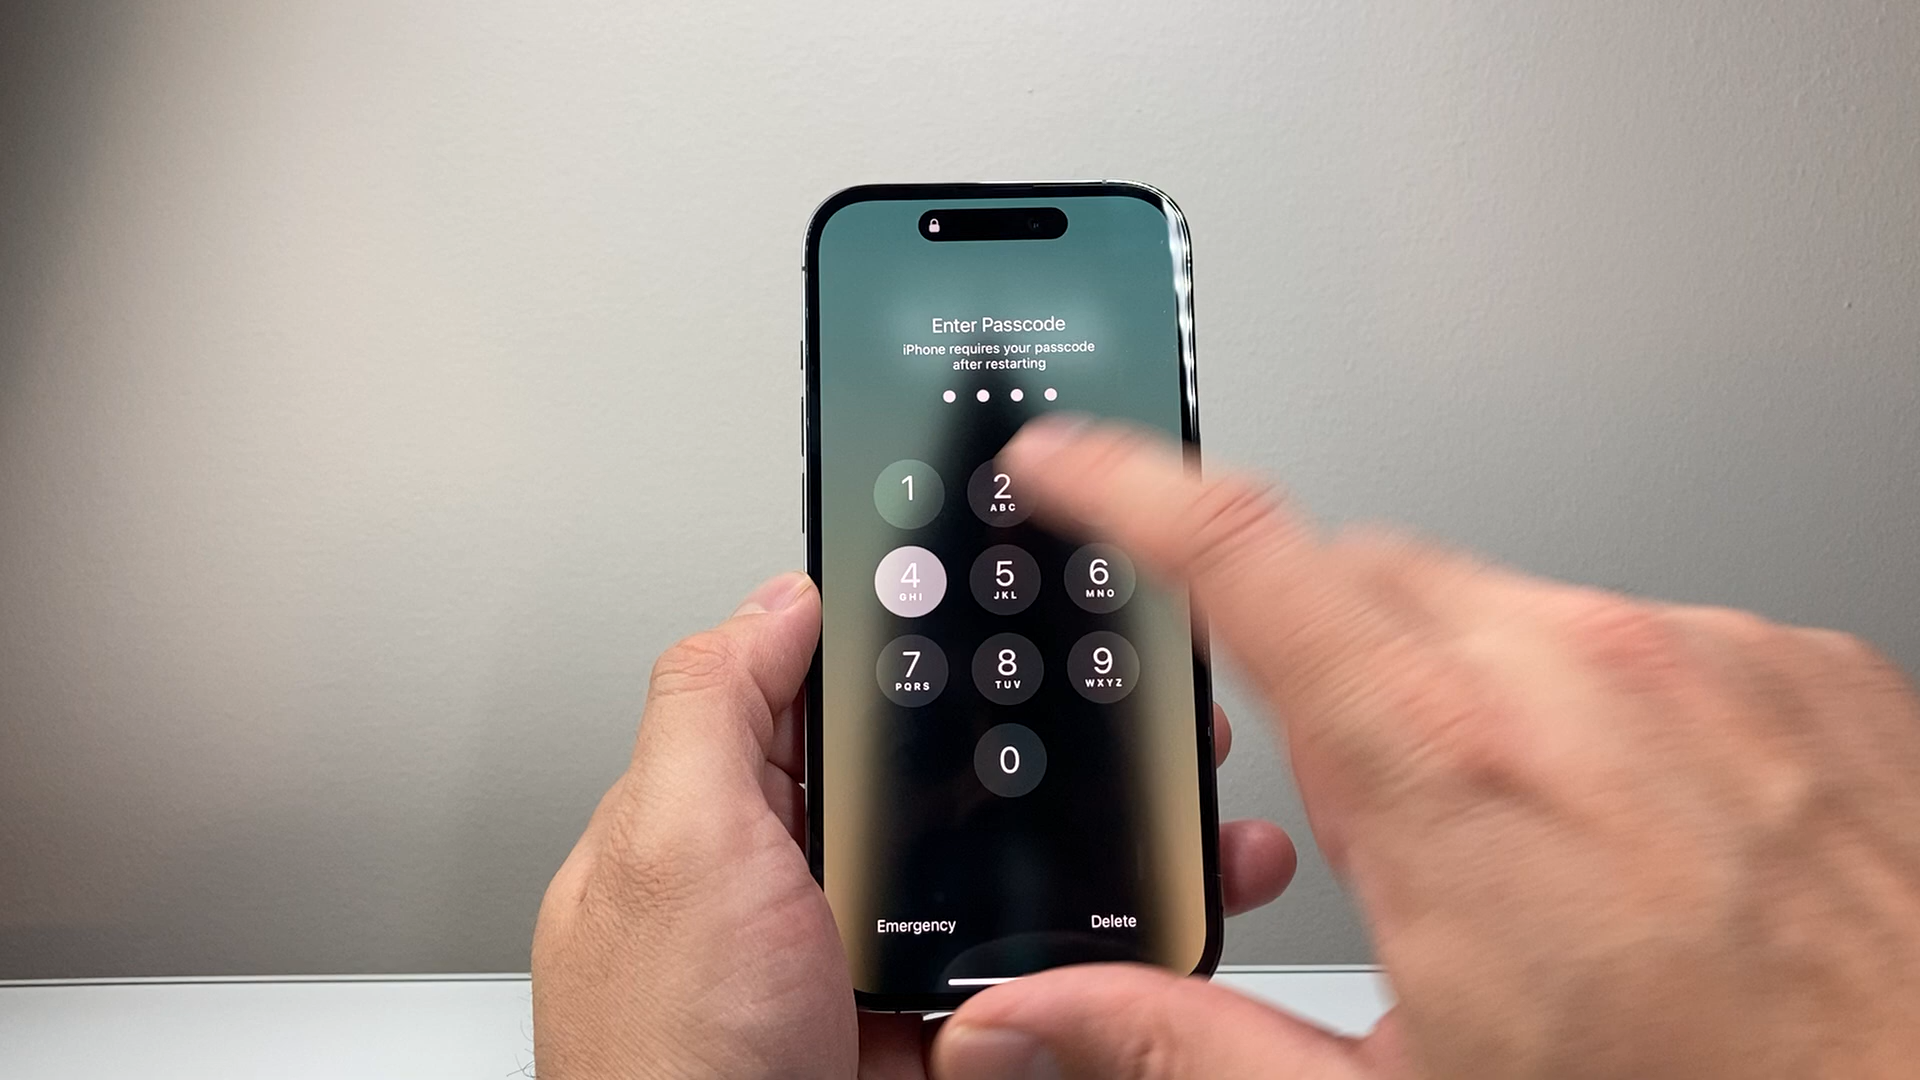 Enter Passcode
iPhone requires your passcode
after restarting
1
2
ABC
4
GHI
5
JKL
6
MNO
7
PQRS
8
TUV
9
WXYZ
0
Emergency
Delete